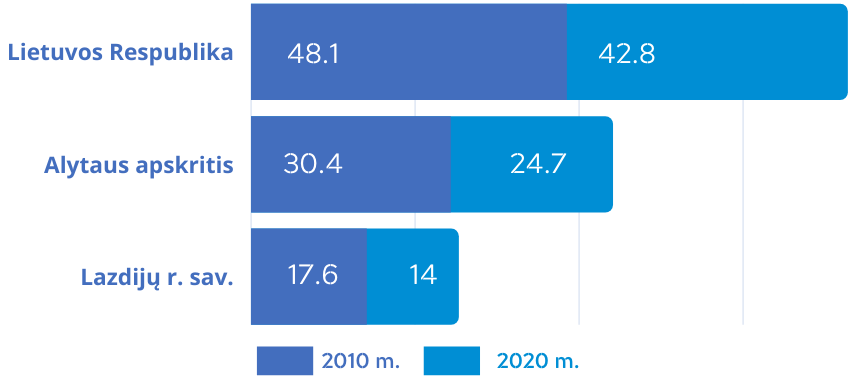 Lietuvos Respublika 48.1 42.8
Alytaus apskritis 30.4 24.7
Lazdijų r. sav. 17.6 14
2010 m. 2020 m.